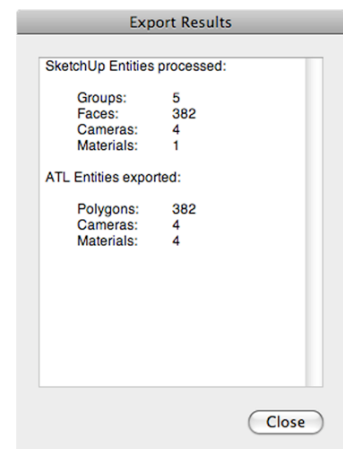 Export Results
SketchUp Entities processed:
Groups: 5
Faces: 382
Cameras: 4
Materials: 1
ATL Entities exported:
Polygons: 382
Cameras: 4
Materials: 4
Close